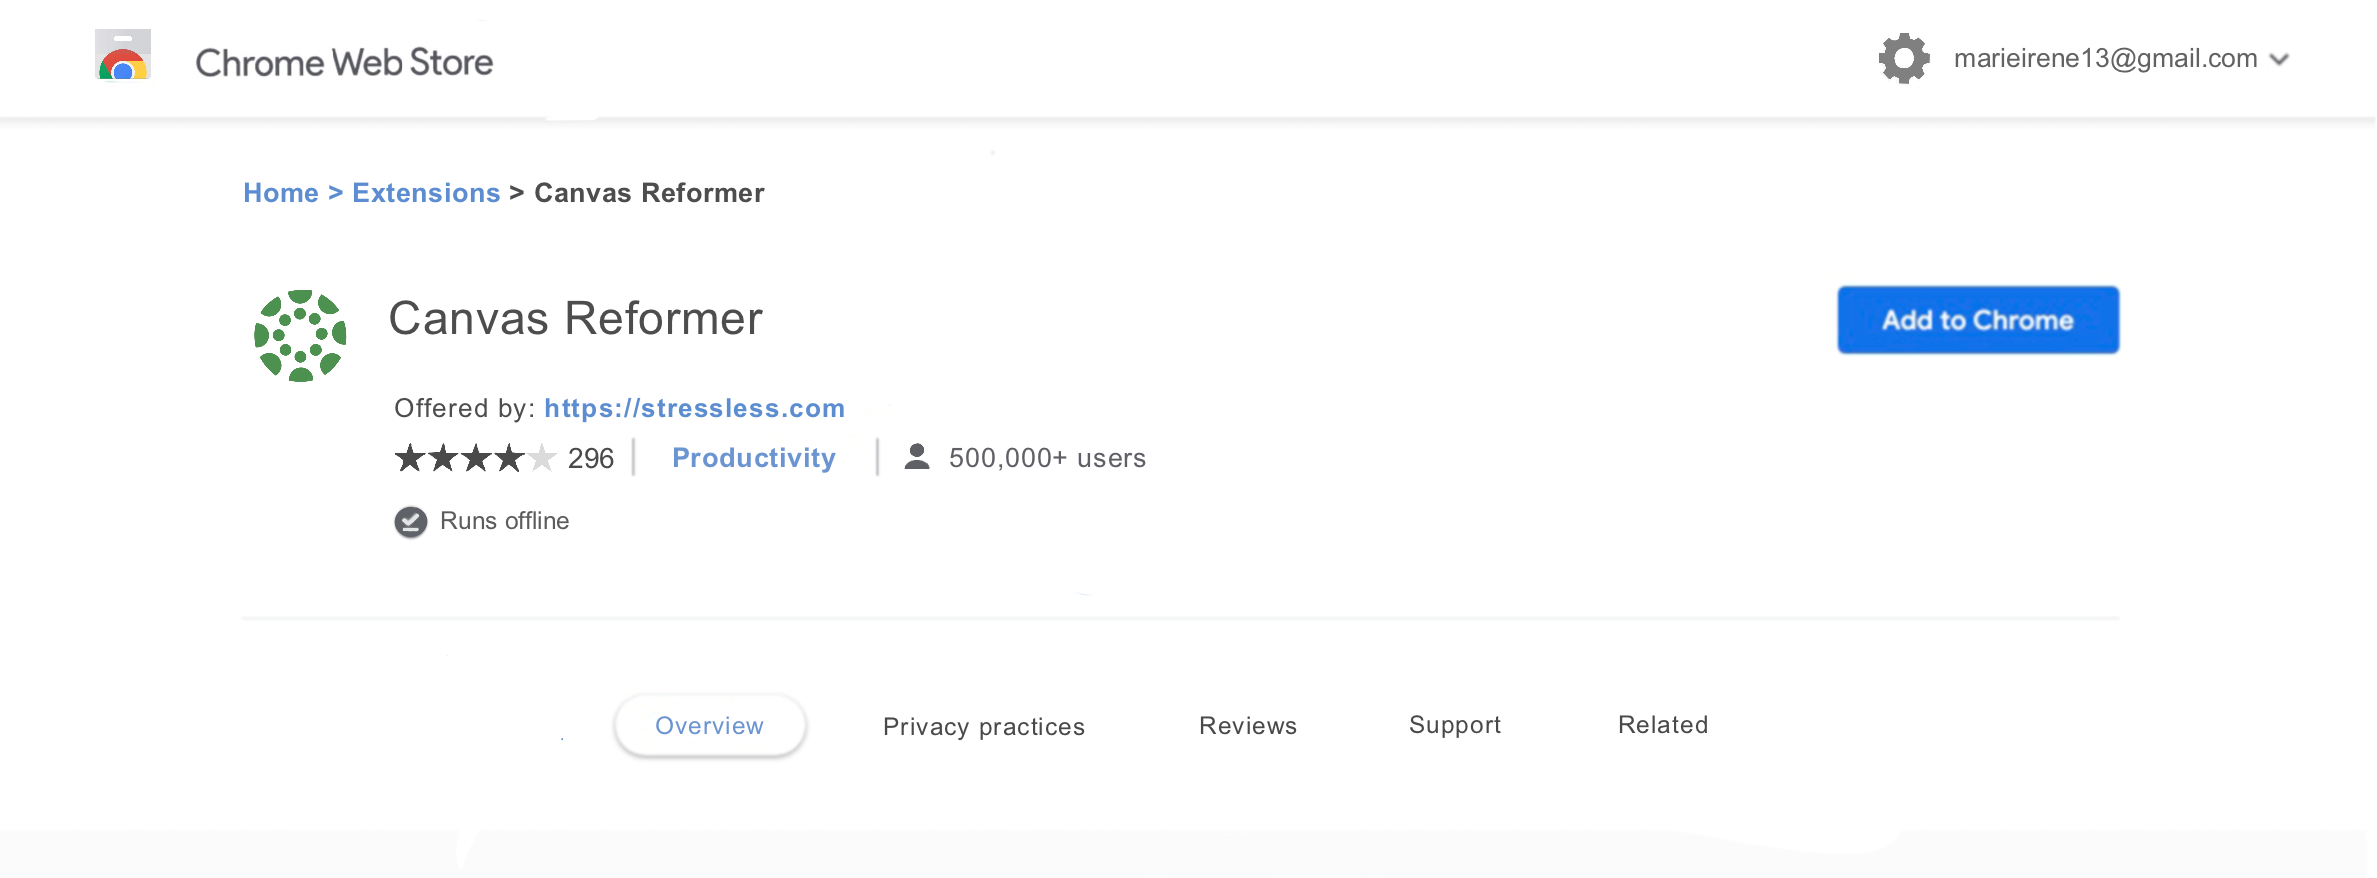 Chrome Web Store
marieirene13@gmail.com
Home > Extensions > Canvas Reformer
Canvas Reformer
Add to Chrome
Offered by: https://stressless.com
296 Productivity 500,000+ users
Runs offline
Overview Privacy practices Reviews Support Related